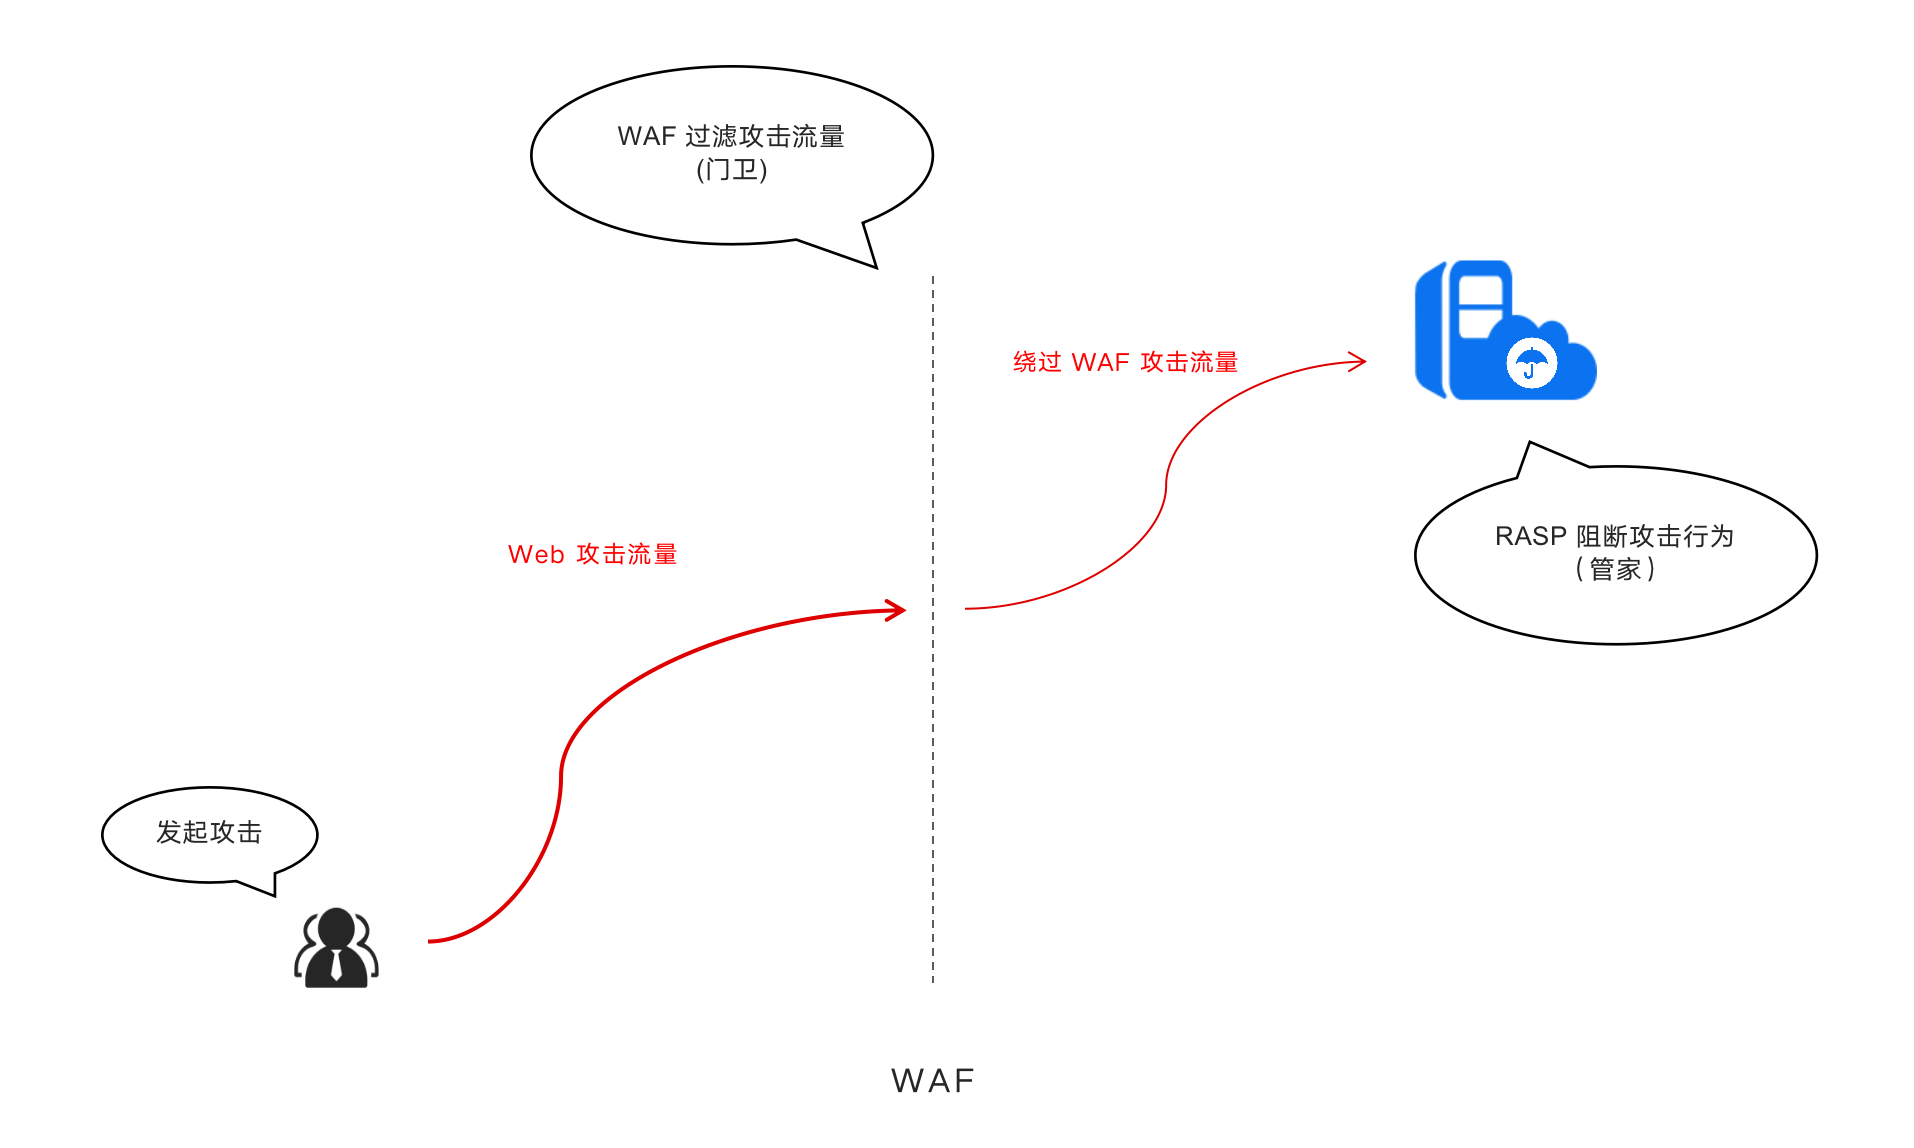 WAF 过滤攻击流量
(门卫)
绕过 WAF 攻击流量
RASP 阻断攻击行为
( 管家 )
Web 攻击流量
发起攻击
WAF